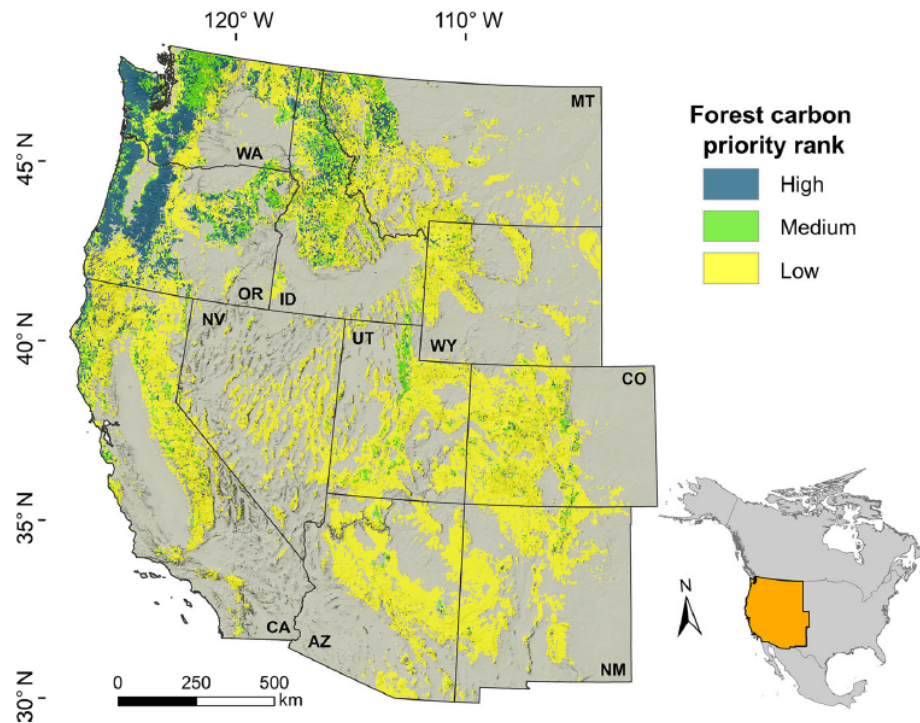 120° W
110° W
45° N
40° N
35° N
30° N
MT
WA
OR
ID
NV
UT
WY
CO
CA
AZ
NM
Forest carbon
priority rank
High
Medium
Low
N
0
250
500
km